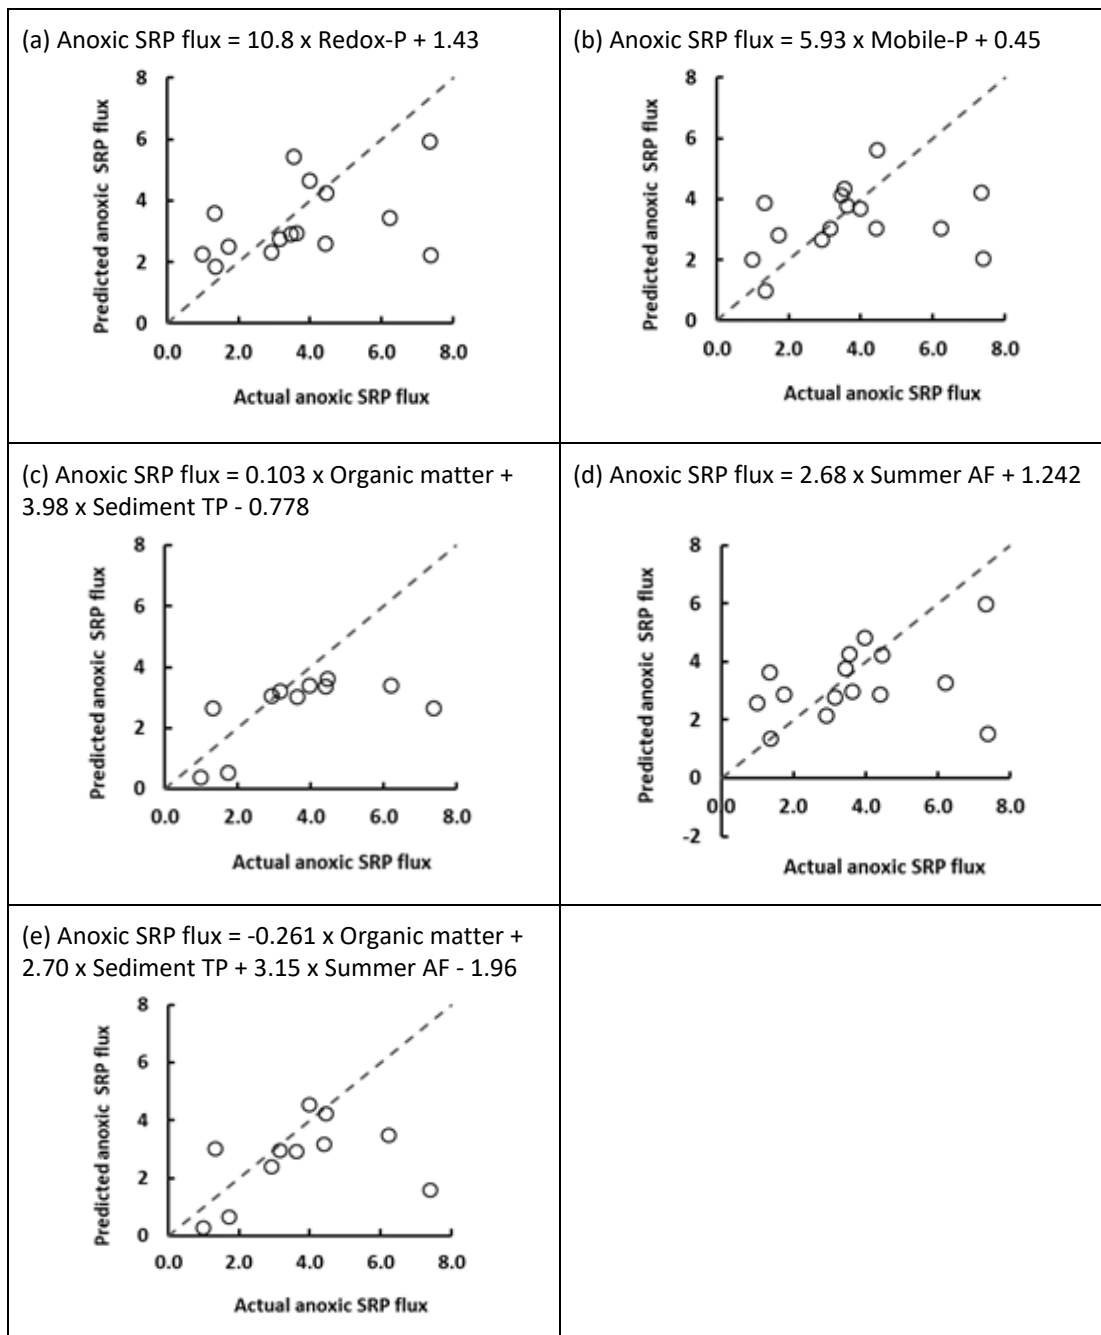 (a) Anoxic SRP flux = 10.8 x Redox-P + 1.43
8
6
4
2
0
Predicted anoxic SRP flux
0.0 2.0 4.0 6.0 8.0
Actual anoxic SRP flux
(b) Anoxic SRP flux = 5.93 x Mobile-P + 0.45
8
6
4
2
0
Predicted anoxic SRP flux
0.0 2.0 4.0 6.0 8.0
Actual anoxic SRP flux
(c) Anoxic SRP flux = 0.103 x Organic matter +
3.98 x Sediment TP - 0.778
8
6
4
2
0
Predicted anoxic SRP flux
0.0 2.0 4.0 6.0 8.0
Actual anoxic SRP flux
(d) Anoxic SRP flux = 2.68 x Summer AF + 1.242
8
6
4
2
0
-2
Predicted anoxic SRP flux
0.0 2.0 4.0 6.0 8.0
Actual anoxic SRP flux
(e) Anoxic SRP flux = -0.261 x Organic matter +
2.70 x Sediment TP + 3.15 x Summer AF - 1.96
8
6
4
2
0
Predicted anoxic SRP flux
0.0 2.0 4.0 6.0 8.0
Actual anoxic SRP flux